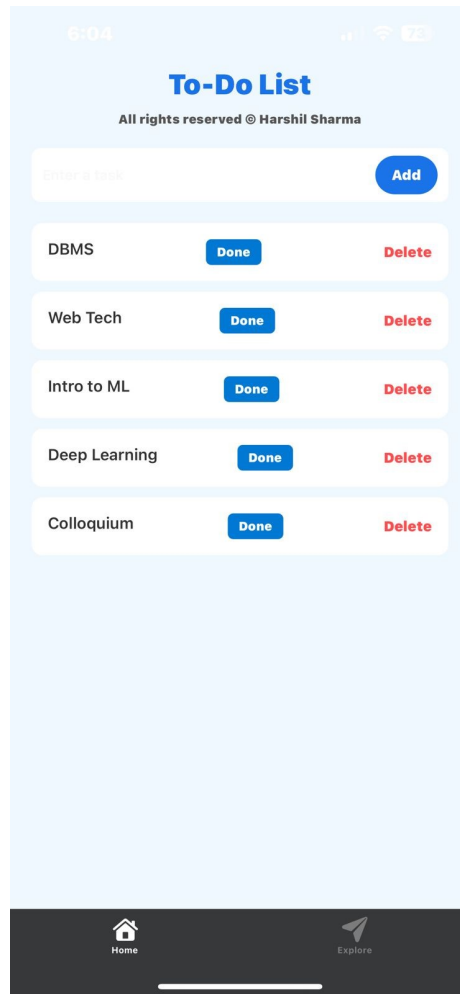 6:04
73
To-Do List
All rights reserved © Harshil Sharma
Enter a task
Add
DBMS
Done
Delete
Web Tech
Done
Delete
Intro to ML
Done
Delete
Deep Learning
Done
Delete
Colloquium
Done
Delete
Home
Explore